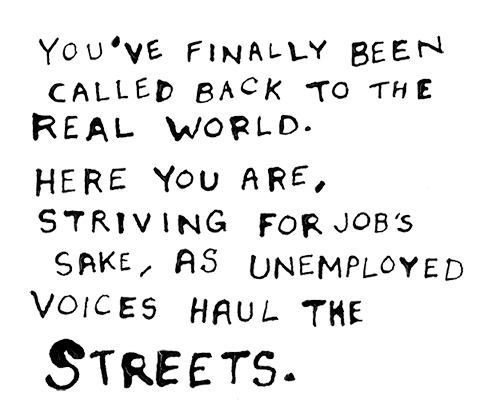 YOU'VE FINALLY BEEN
CALLED BACK TO THE
REAL WORLD.
HERE YOU ARE,
STRIVING FOR JOB'S
SAKE, AS UNEMPLOYED
VOICES HAUL THE
STREETS.